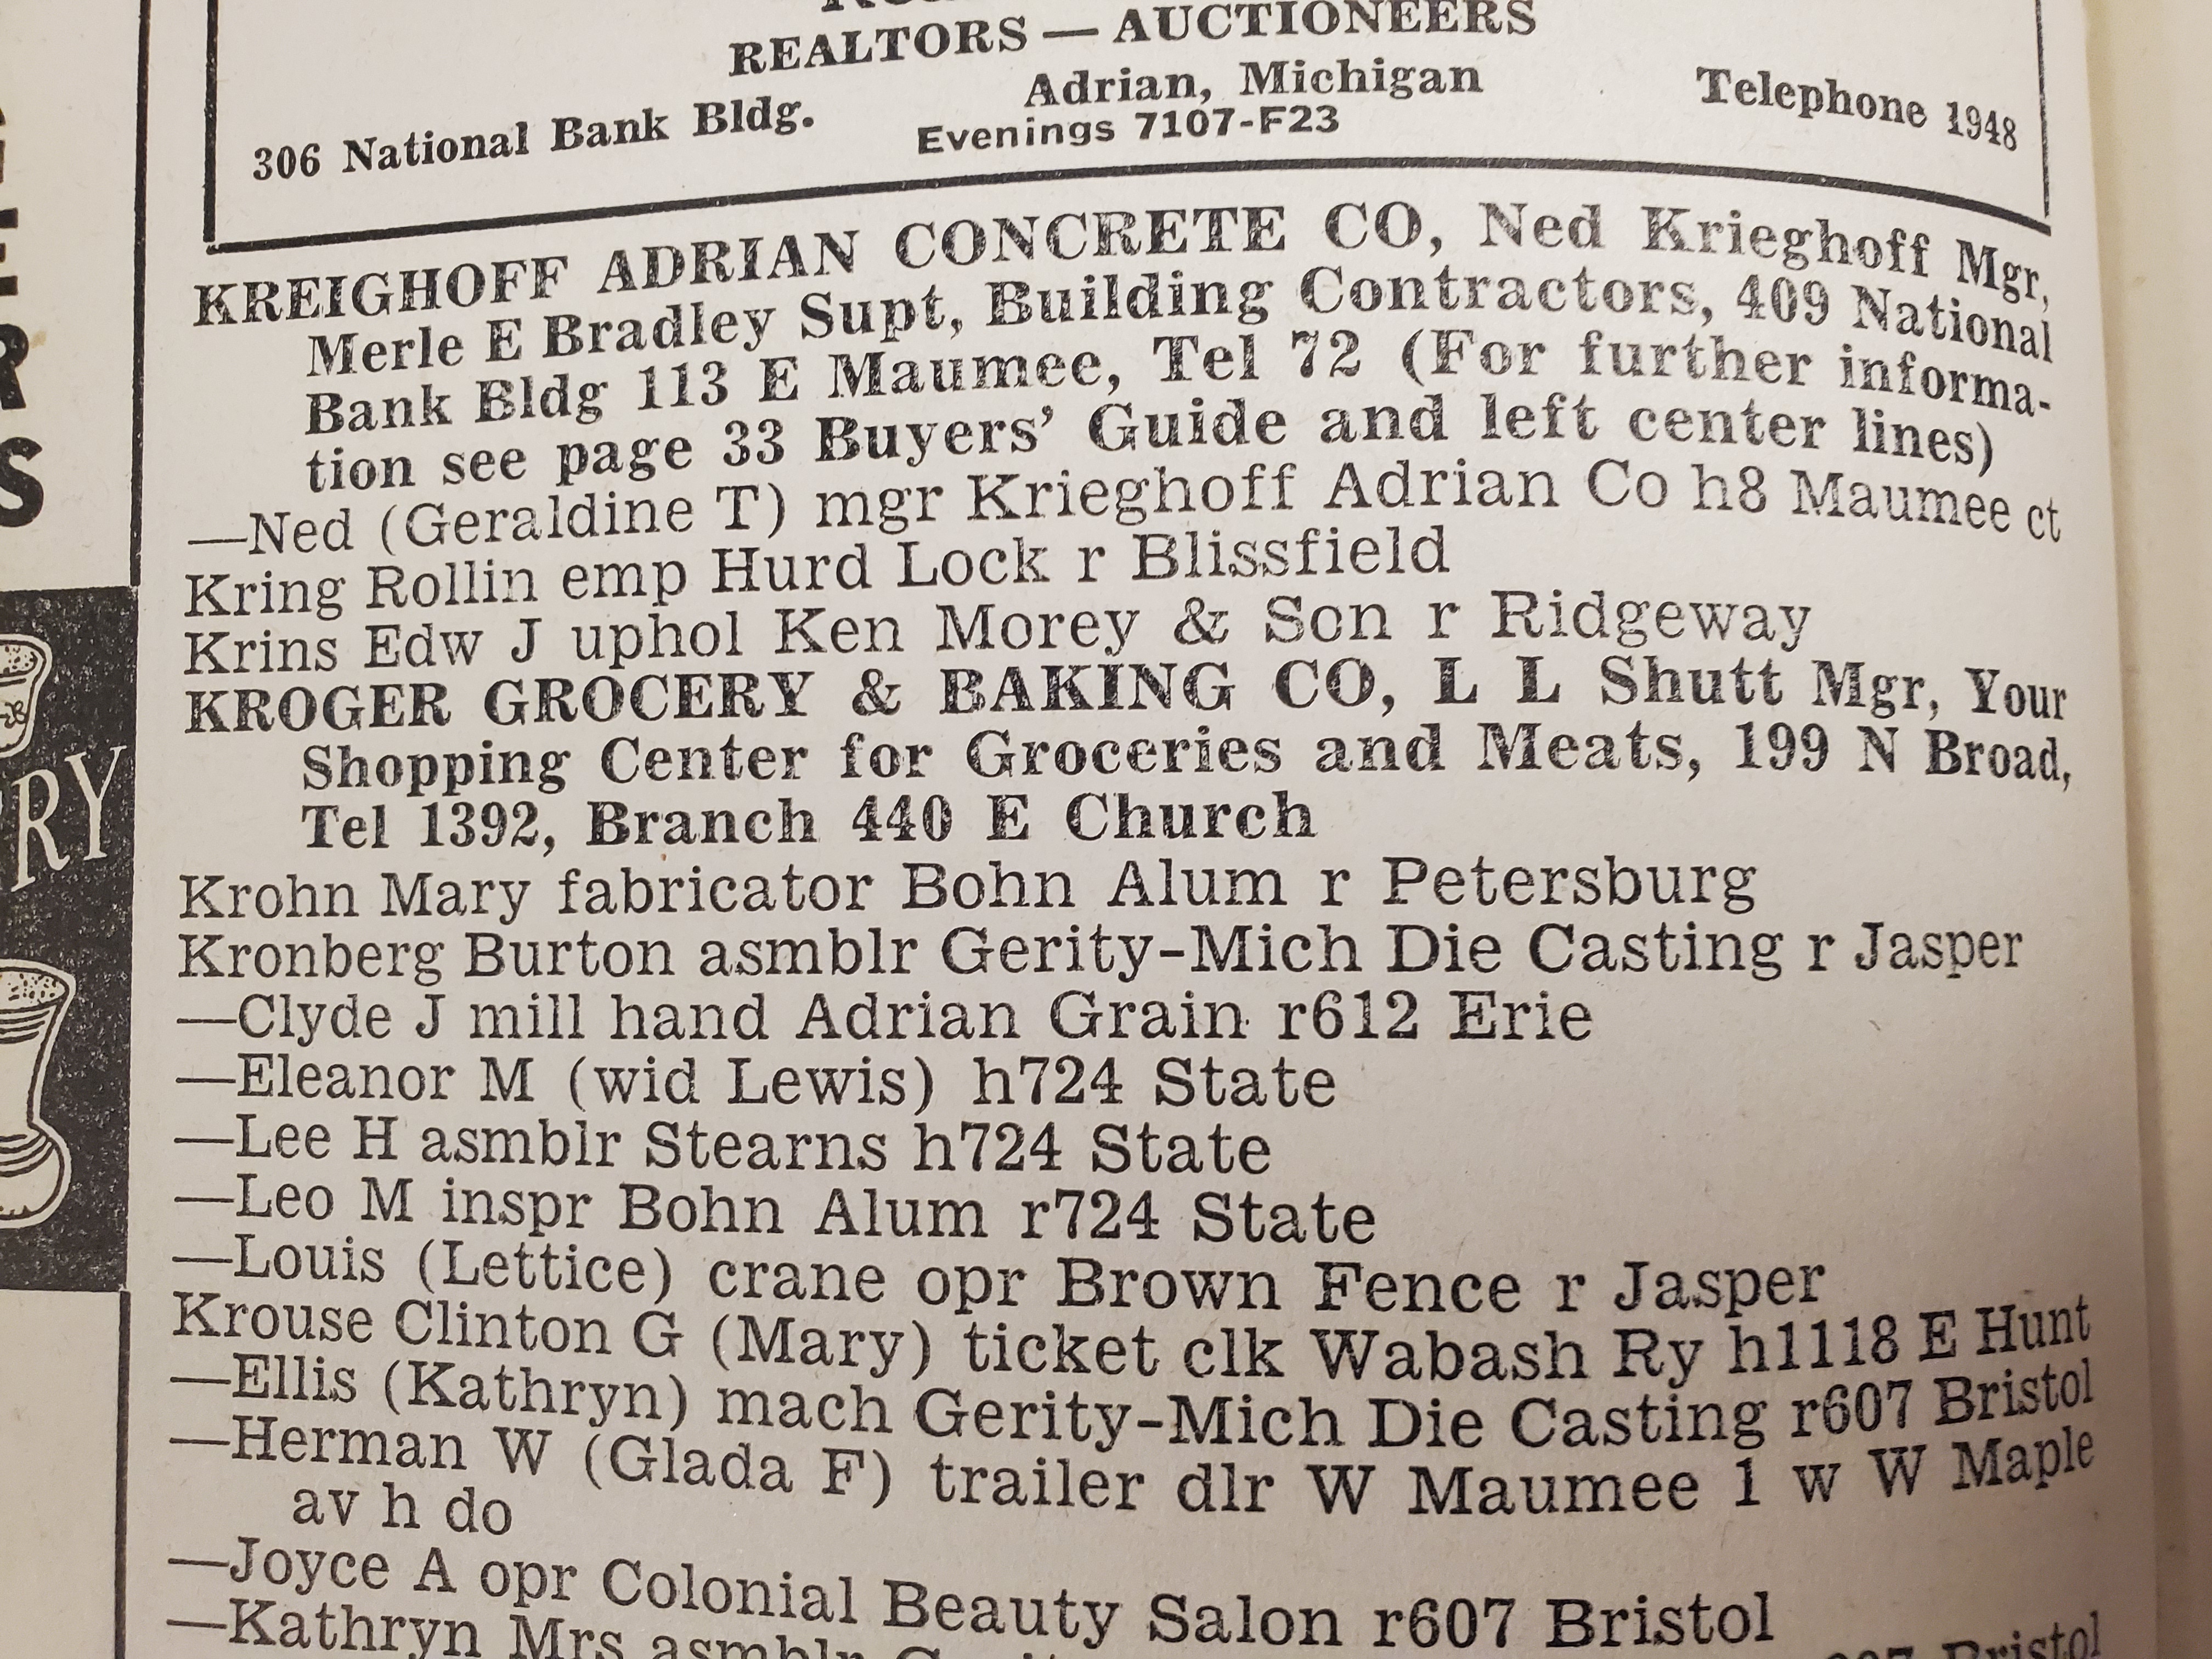 REALTORS — AUCTIONEERS
Adrian, Michigan
306 National Bank Bldg.
Evenings 7107-F23
Telephone 1948
KREIGHOFF ADRIAN CONCRETE CO, Ned Krieghoff Mgr,
Merle E Bradley Supt, Building Contractors, 409 National
Bank Bldg 113 E Maumee, Tel 72 (For further informa-
tion see page 33 Buyers' Guide and left center lines)
—Ned (Geraldine T) mgr Krieghoff Adrian Co h8 Maumee ct
Kring Rollin emp Hurd Lock r Blissfield
Krins Edw J uphol Ken Morey & Son r Ridgeway
KROGER GROCERY & BAKING CO, L L Shutt Mgr, Your
Shopping Center for Groceries and Meats, 199 N Broad,
Tel 1392, Branch 440 E Church
Krohn Mary fabricator Bohn Alum r Petersburg
Kronberg Burton asmblr Gerity-Mich Die Casting r Jasper
—Clyde J mill hand Adrian Grain r612 Erie
—Eleanor M (wid Lewis) h724 State
—Lee H asmblr Stearns h724 State
—Leo M inspr Bohn Alum r724 State
—Louis (Lettice) crane opr Brown Fence r Jasper
Krouse Clinton G (Mary) ticket clk Wabash Ry h1118 E Hunt
—Ellis (Kathryn) mach Gerity-Mich Die Casting r607 Bristol
—Herman W (Glada F) trailer dlr W Maumee 1 w W Maple
av h do
—Joyce A opr Colonial Beauty Salon r607 Bristol
—Kathryn Mrs asmblr Bristol
R
S
RY